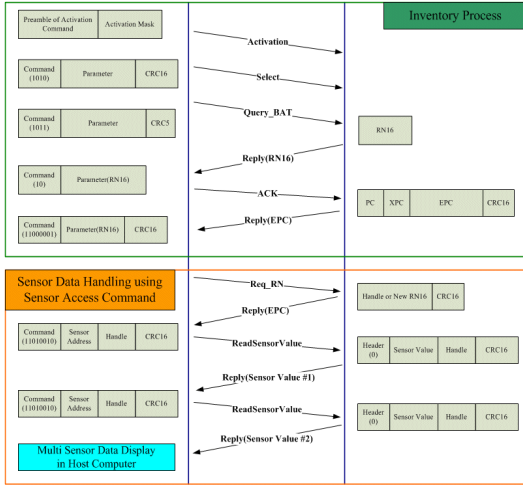 Inventory Process
Preamble of Activation
Command
Activation Mask
Activation
Command
(1010)
Parameter
CRC16
Select
Command
(1011)
Parameter
CRC5
Query_BAT
RN16
Reply(RN16)
Command
(10)
Parameter(RN16)
ACK
PC
XPC
EPC
CRC16
Reply(EPC)
Command
(11000001)
Parameter(RN16)
CRC16
Sensor Data Handling using
Sensor Access Command
Req_RN
Handle or New RN16
CRC16
Reply(EPC)
Command
(11010010)
Sensor
Address
Handle
CRC16
ReadSensorValue
Header
(0)
Sensor Value
Handle
CRC16
Reply(Sensor Value #1)
Command
(11010010)
Sensor
Address
Handle
CRC16
ReadSensorValue
Header
(0)
Sensor Value
Handle
CRC16
Reply(Sensor Value #2)
Multi Sensor Data Display
in Host Computer